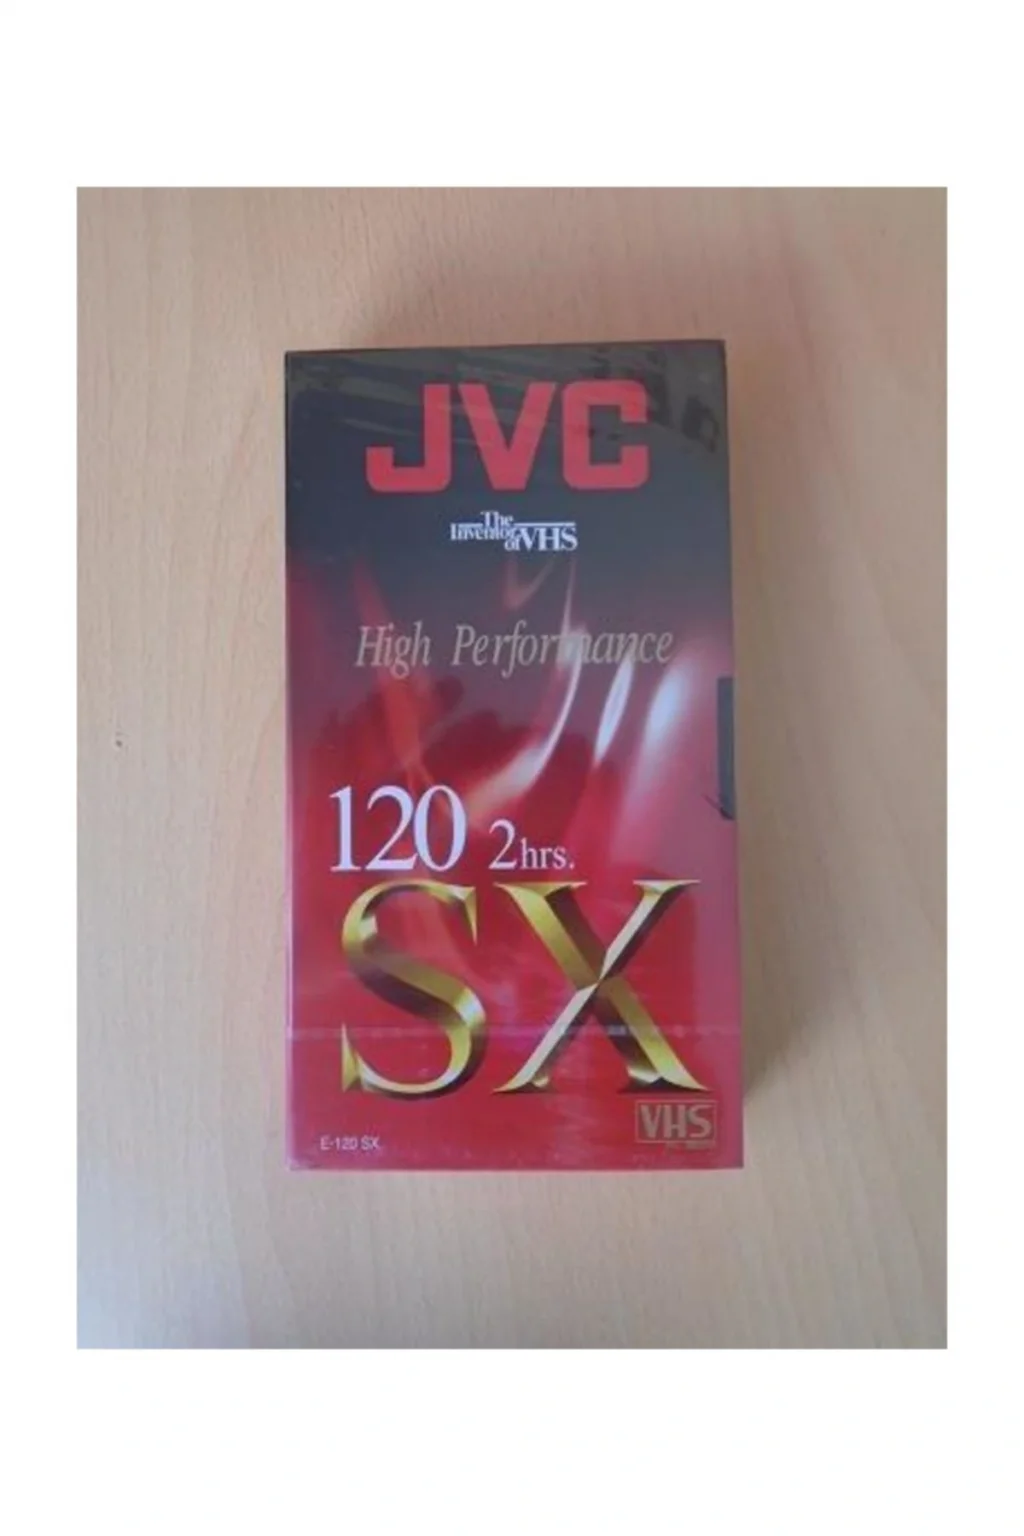 JVC
The
Inventor
of VHS
High Performance
120 2hrs.
SX
VHS
E-120 SX